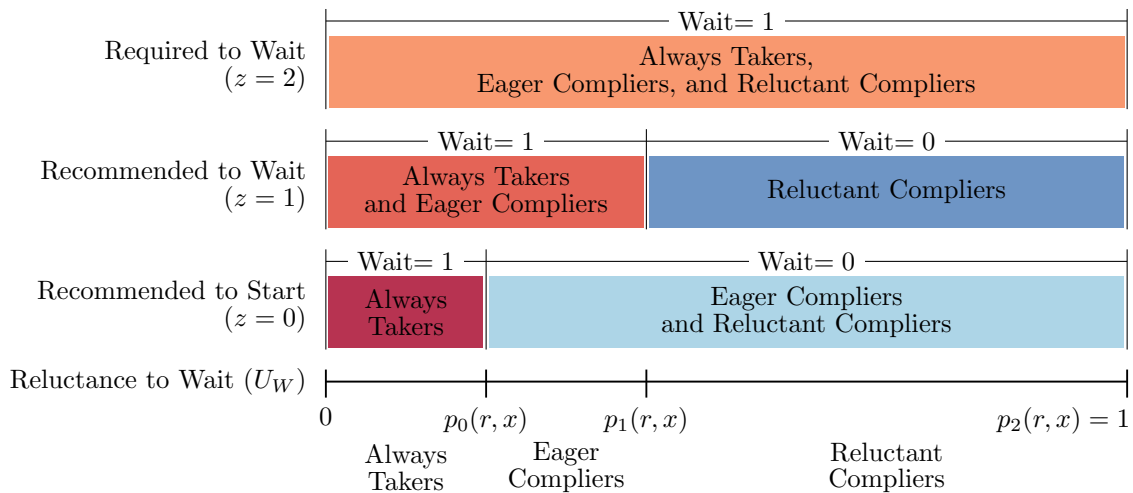 Wait= 1
Required to Wait
(z = 2)
Always Takers,
Eager Compliers, and Reluctant Compliers
Wait= 1
Wait= 0
Recommended to Wait
(z = 1)
Always Takers
and Eager Compliers
Reluctant Compliers
Wait= 1
Wait= 0
Recommended to Start
(z = 0)
Always
Takers
Eager Compliers
and Reluctant Compliers
Reluctance to Wait (U_W)
0
p_0(r, x)
p_1(r, x)
p_2(r, x) = 1
Always
Takers
Eager
Compliers
Reluctant
Compliers